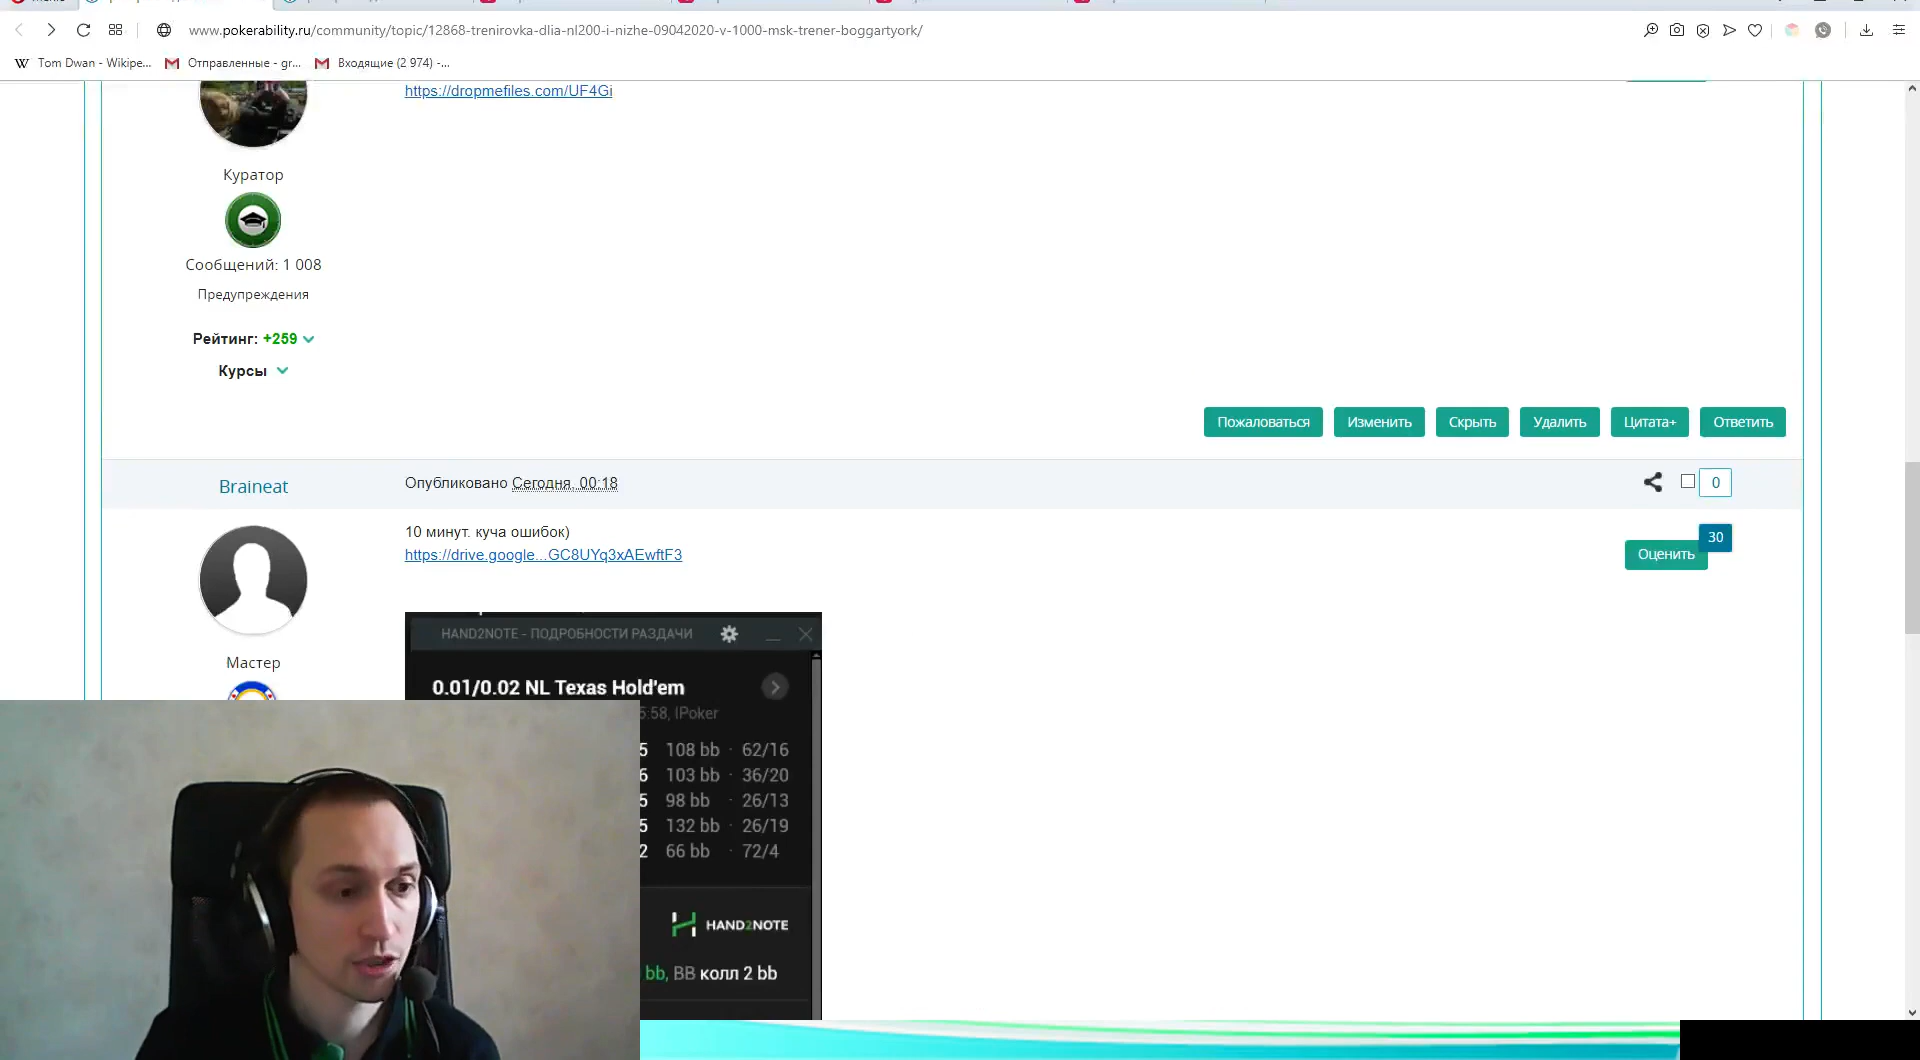 www.pokerability.ru/community/topic/12868-trenirovka-dlia-nl200-i-nizhe-09042020-v-1000-msk-trener-boggartyork/
Tom Dwan - Wikipe...
Отправленные - gr...
Входящие (2 974) -...
https://dropmefiles.com/UF4Gi
Куратор
Сообщений: 1 008
Предупреждения
Рейтинг: +259
Курсы
Пожаловаться Изменить Скрыть Удалить Цитата+ Ответить
Braineat
Опубликовано Сегодня, 00:18
0
10 минут. куча ошибок)
30
https://drive.google...GC8UYq3xAEwftF3
Оценить
HAND2NOTE - ПОДРОБНОСТИ РАЗДАЧИ
Мастер
0.01/0.02 NL Texas Hold'em
5:58, IPoker
5 108 bb · 62/16
6 103 bb · 36/20
5 98 bb · 26/13
5 132 bb · 26/19
2 66 bb · 72/4
HAND2NOTE
bb, BB колл 2 bb